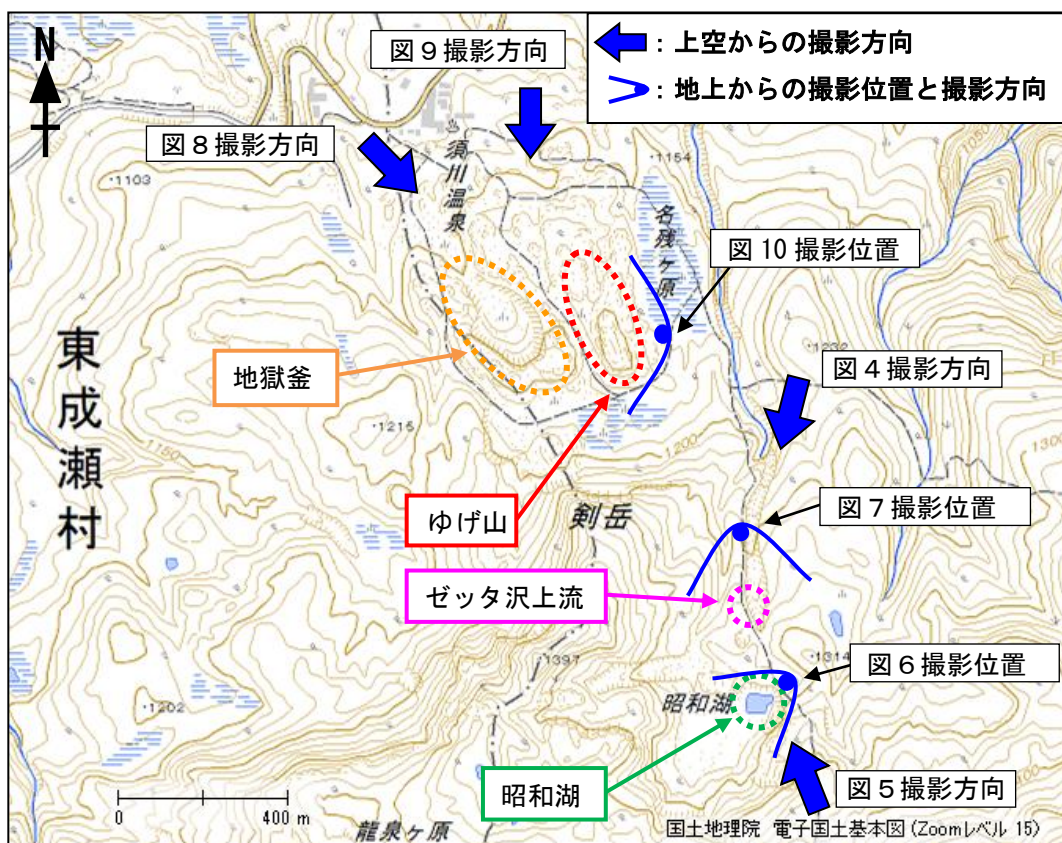 N
図9撮影方向
：上空からの撮影方向
：地上からの撮影位置と撮影方向
図8撮影方向
須川温泉
・1103
・1154
1150
名残ヶ原
図10撮影位置
・1232
東成瀬村
地獄釜
図4撮影方向
・1215
1150
1200
1300
ゆげ山
剣岳
図7撮影位置
ゼッタ沢上流
・1397
・1314
図6撮影位置
昭和湖
・1202
昭和湖
図5撮影方向
0 400 m
龍泉ヶ原
国土地理院 電子国土基本図(Zoomレベル 15)